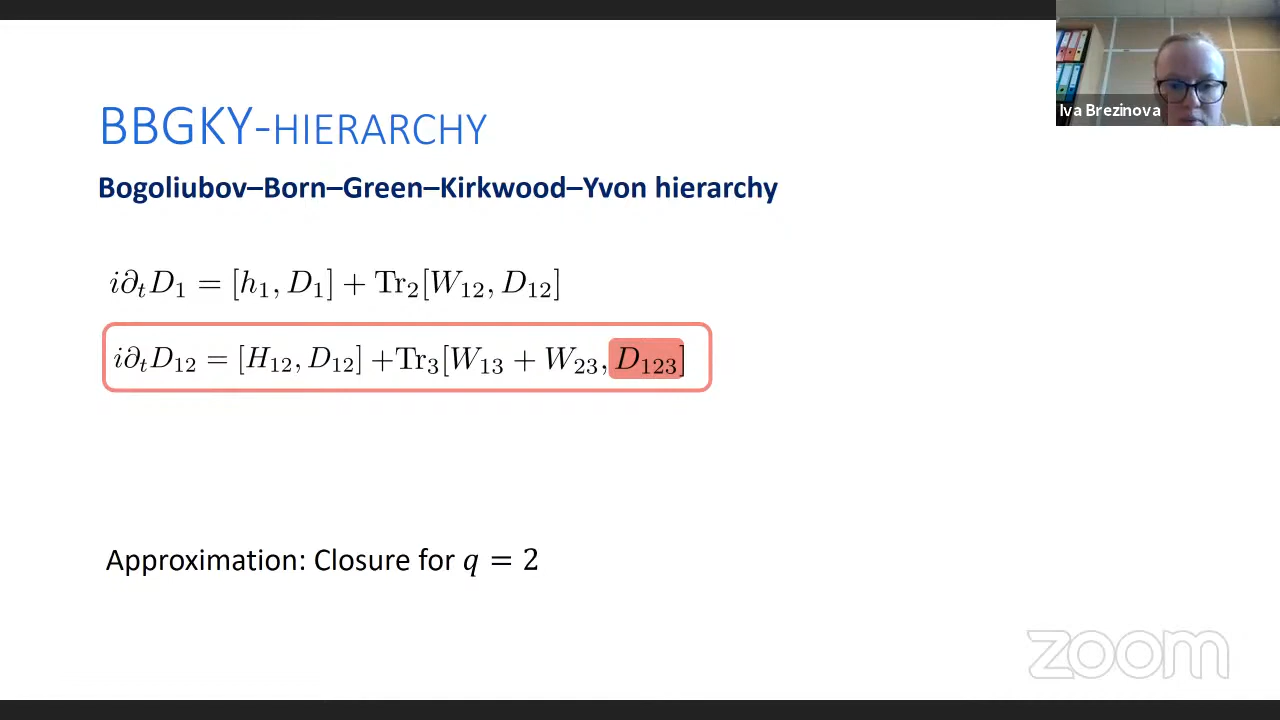 BBGKY-HIERARCHY
Iva Brezinova
Bogoliubov–Born–Green–Kirkwood–Yvon hierarchy
i∂ₜD₁ = [h₁, D₁] + Tr₂[W₁₂, D₁₂]
i∂ₜD₁₂ = [H₁₂, D₁₂] + Tr₃[W₁₃ + W₂₃, D₁₂₃]
Approximation: Closure for q = 2
zoom